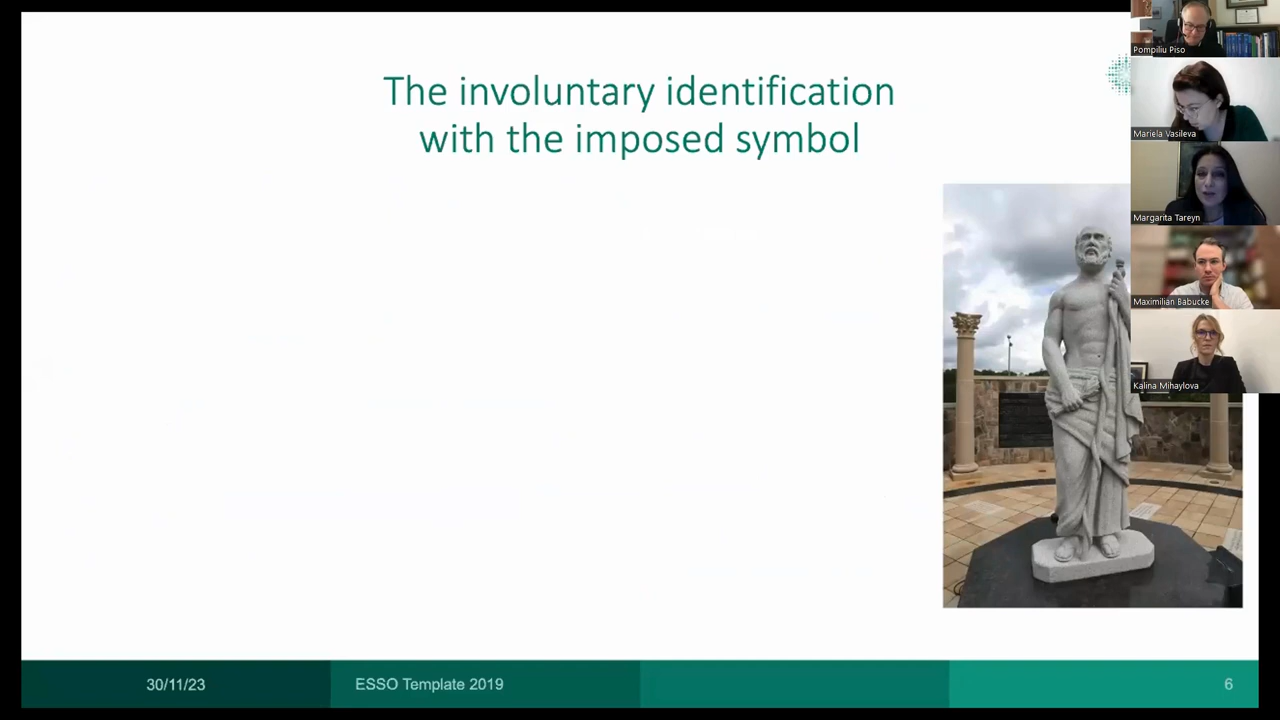 The involuntary identification
with the imposed symbol
Pompiliu Piso
Mariela Vasileva
Margarita Tareyn
Maximilian Babucke
Kalina Mihaylova
30/11/23
ESSO Template 2019
6